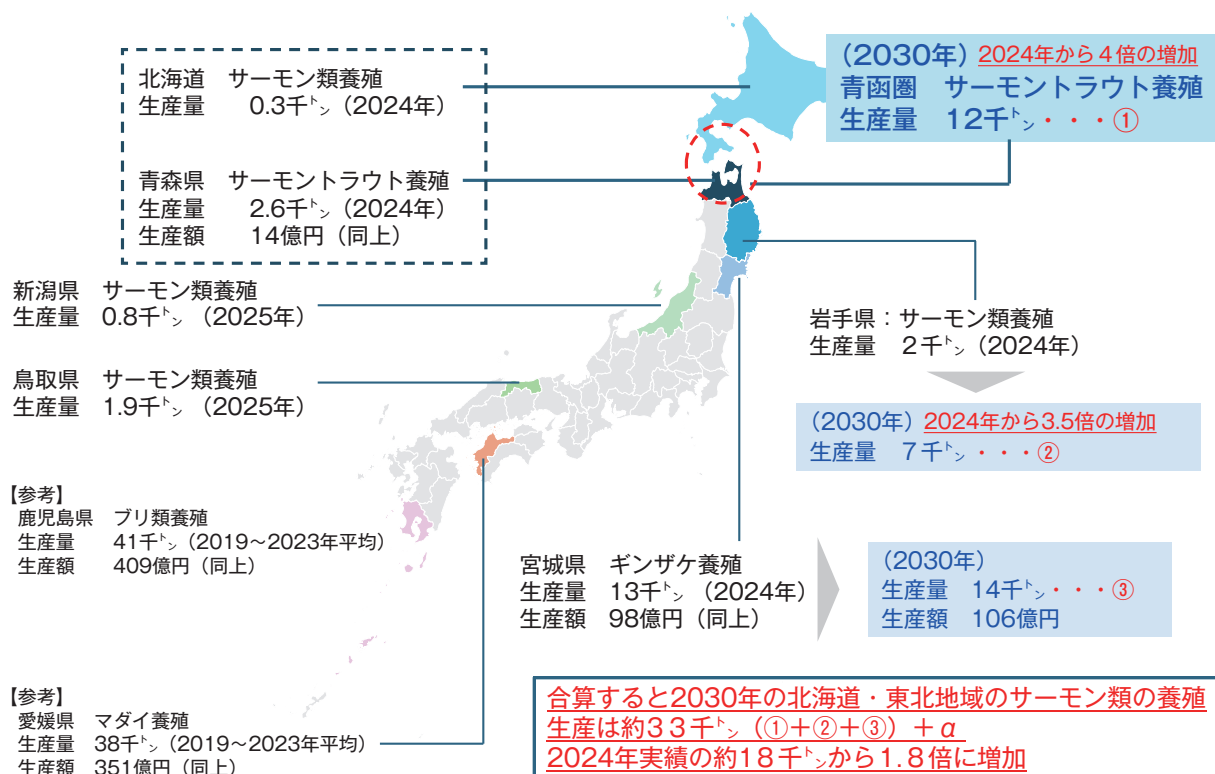 北海道　サーモン類養殖
生産量　　0.3千㌧（2024年）
青森県　サーモントラウト養殖
生産量　　2.6千㌧（2024年）
生産額　　14億円（同上）
（2030年）2024年から４倍の増加
青函圏　サーモントラウト養殖
生産量　12千㌧・・・①
新潟県　サーモン類養殖
生産量　0.8千㌧（2025年）
鳥取県　サーモン類養殖
生産量　1.9千㌧（2025年）
岩手県：サーモン類養殖
生産量　２千㌧（2024年）
（2030年）2024年から3.5倍の増加
生産量　７千㌧・・・②
【参考】
鹿児島県　ブリ類養殖
生産量　　41千㌧（2019～2023年平均）
生産額　　409億円（同上）
宮城県　ギンザケ養殖
生産量　13千㌧（2024年）
生産額　98億円（同上）
（2030年）
生産量　14千㌧・・・③
生産額　106億円
【参考】
愛媛県　マダイ養殖
生産量　38千㌧（2019～2023年平均）
生産額　351億円（同上）
合算すると2030年の北海道・東北地域のサーモン類の養殖
生産は約３３千㌧（①＋②＋③）＋α
2024年実績の約18千㌧から１.８倍に増加